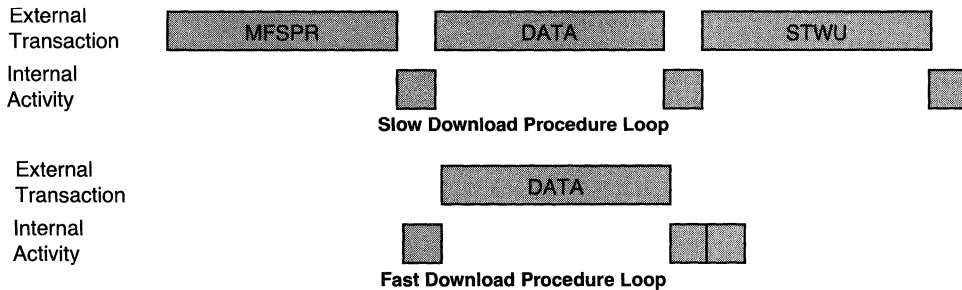 External
Transaction
MFSPR
DATA
STWU
Internal
Activity
Slow Download Procedure Loop
External
Transaction
DATA
Internal
Activity
Fast Download Procedure Loop